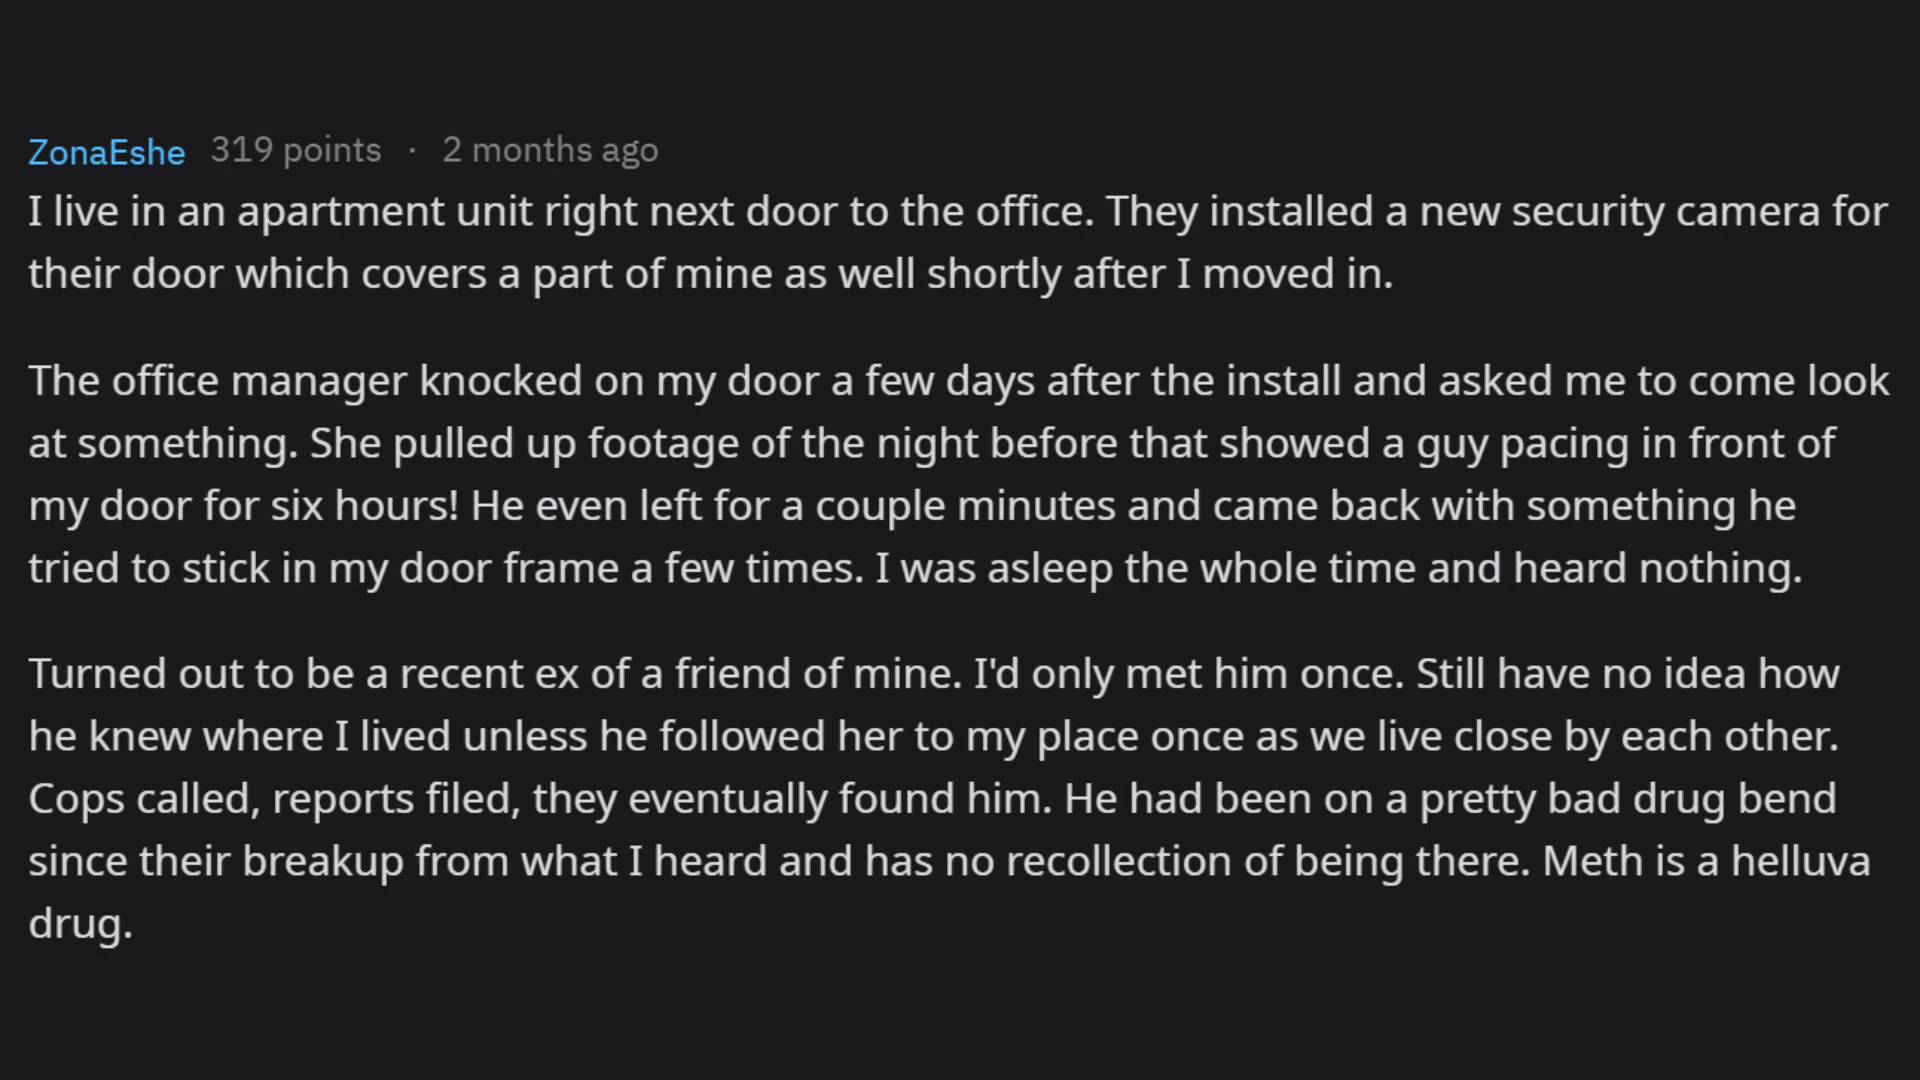 ZonaEshe 319 points · 2 months ago
I live in an apartment unit right next door to the office. They installed a new security camera for
their door which covers a part of mine as well shortly after I moved in.
The office manager knocked on my door a few days after the install and asked me to come look
at something. She pulled up footage of the night before that showed a guy pacing in front of
my door for six hours! He even left for a couple minutes and came back with something he
tried to stick in my door frame a few times. I was asleep the whole time and heard nothing.
Turned out to be a recent ex of a friend of mine. I'd only met him once. Still have no idea how
he knew where I lived unless he followed her to my place once as we live close by each other.
Cops called, reports filed, they eventually found him. He had been on a pretty bad drug bend
since their breakup from what I heard and has no recollection of being there. Meth is a helluva
drug.